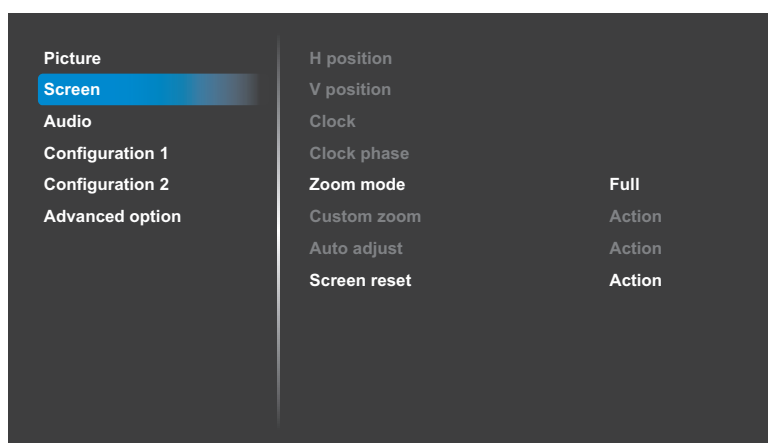 Picture
Screen
Audio
Configuration 1
Configuration 2
Advanced option
H position
V position
Clock
Clock phase
Zoom mode Full
Custom zoom Action
Auto adjust Action
Screen reset Action